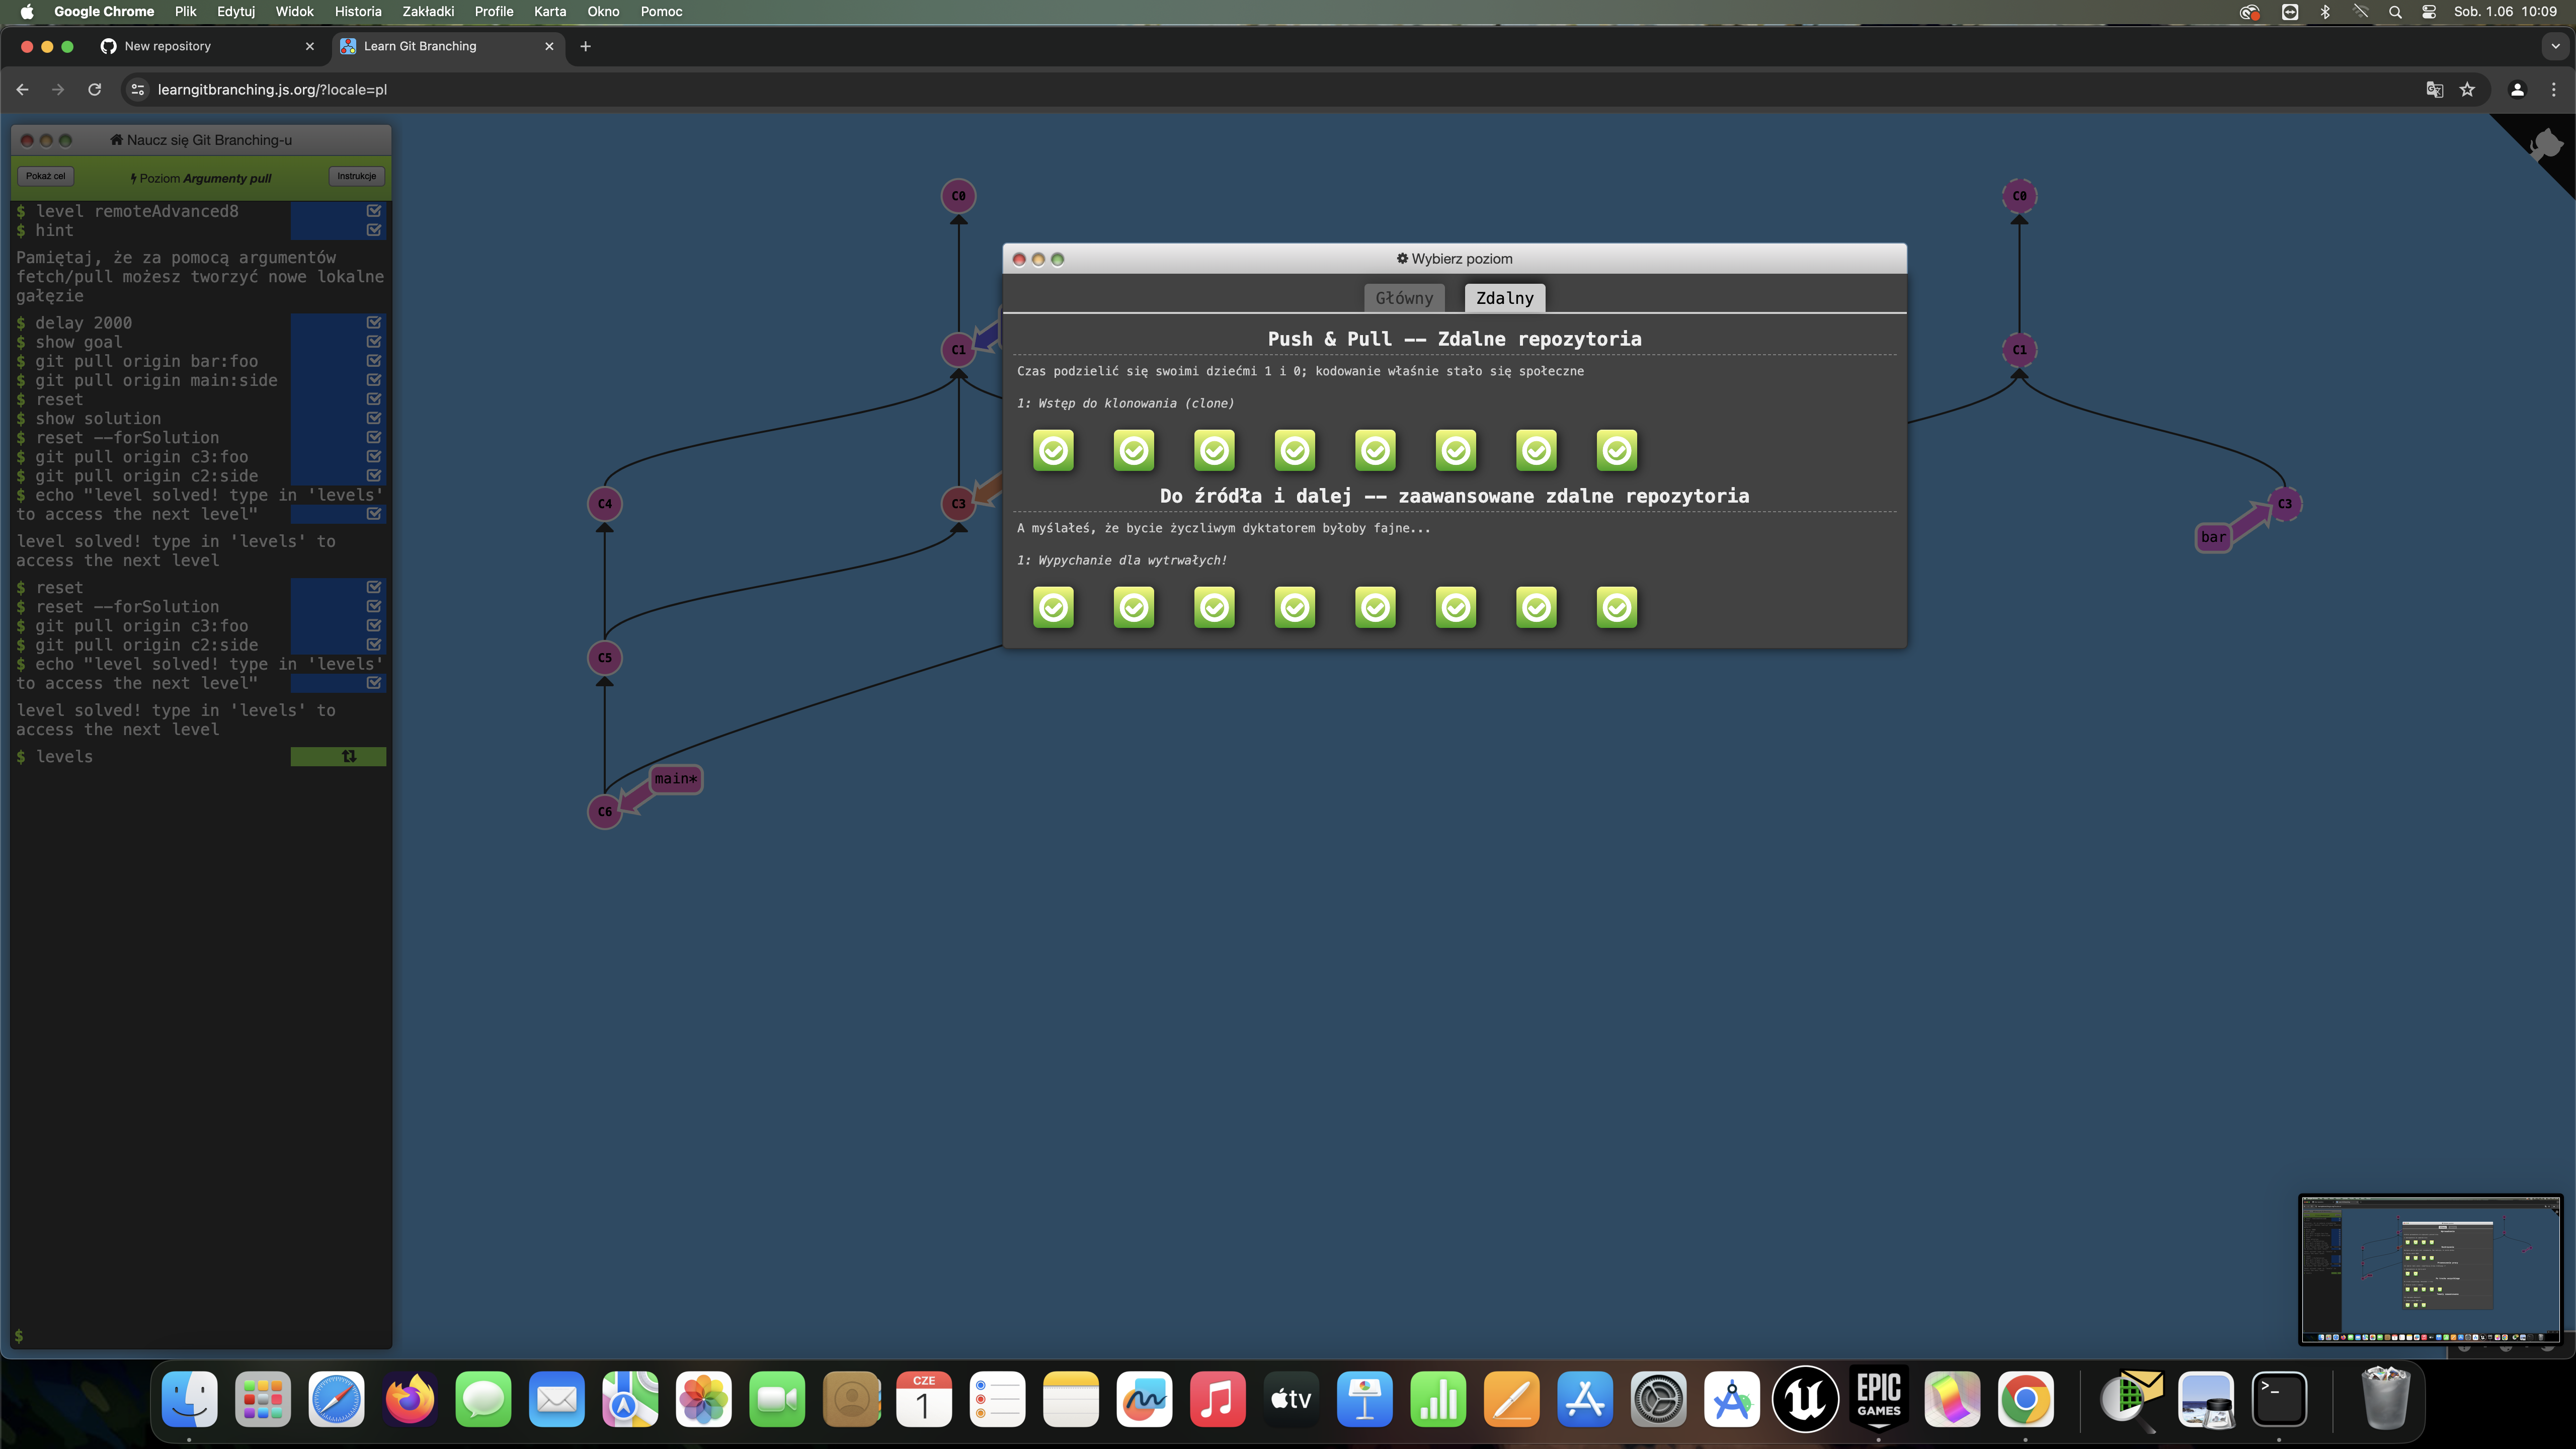 Google Chrome Plik Edytuj Widok Historia Zakładki Profile Karta Okno Pomoc Sob. 1.06 10:09
New repository Learn Git Branching
learngitbranching.js.org/?locale=pl
Naucz się Git Branching-u
Pokaż cel Poziom Argumenty pull Instrukcje
$ level remoteAdvanced8
$ hint
Pamiętaj, że za pomocą argumentów
fetch/pull możesz tworzyć nowe lokalne
gałęzie
$ delay 2000
$ show goal
$ git pull origin bar:foo
$ git pull origin main:side
$ reset
$ show solution
$ reset --forSolution
$ git pull origin c3:foo
$ git pull origin c2:side
$ echo "level solved! type in 'levels'
to access the next level"
level solved! type in 'levels' to
access the next level
$ reset
$ reset --forSolution
$ git pull origin c3:foo
$ git pull origin c2:side
$ echo "level solved! type in 'levels'
to access the next level"
level solved! type in 'levels' to
access the next level
$ levels
$
C0
C1
C4
C3
C5
main*
C6
Wybierz poziom
Główny Zdalny
Push & Pull -- Zdalne repozytoria
Czas podzielić się swoimi dziećmi 1 i 0; kodowanie właśnie stało się społeczne
1: Wstęp do klonowania (clone)
Do źródła i dalej -- zaawansowane zdalne repozytoria
A myślałeś, że bycie życzliwym dyktatorem byłoby fajne...
1: Wypychanie dla wytrwałych!
C0
C1
C3
bar
CZE
1
tv
EPIC
GAMES
>_